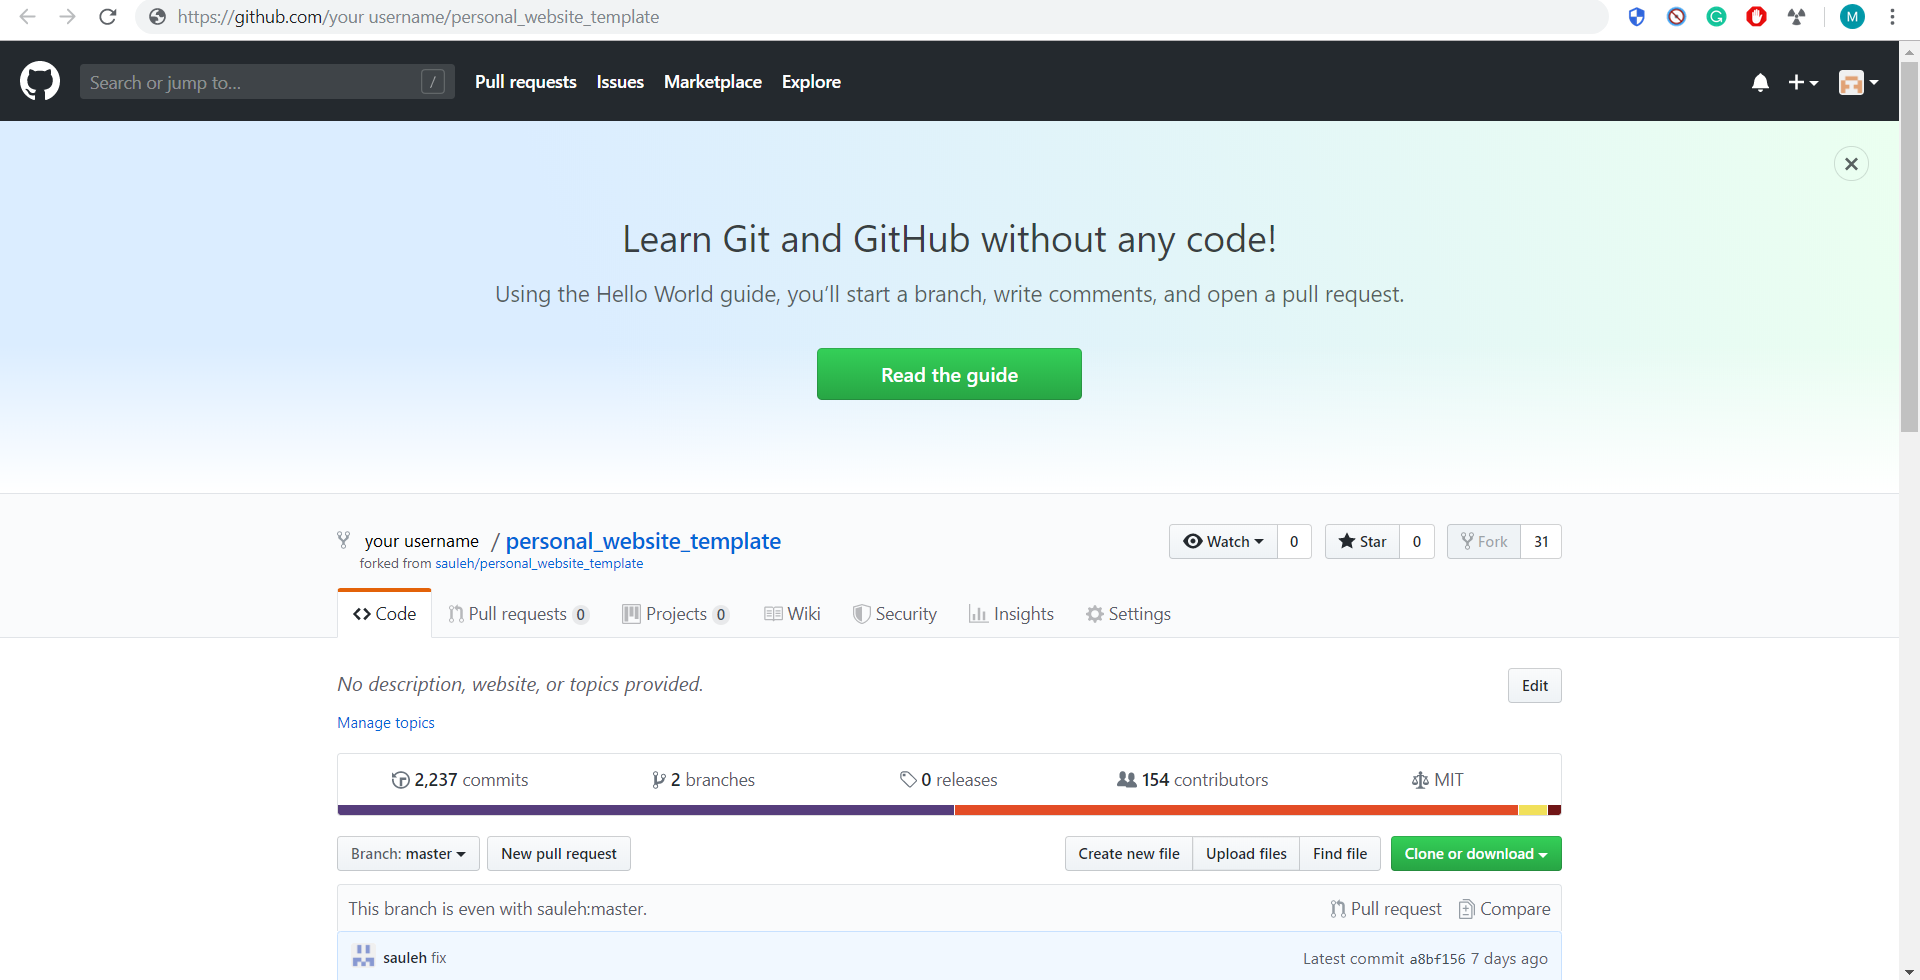 https://github.com/your username/personal_website_template
M
Search or jump to... /
Pull requests Issues Marketplace Explore
Learn Git and GitHub without any code!
Using the Hello World guide, you’ll start a branch, write comments, and open a pull request.
Read the guide
your username / personal_website_template
Watch 0 Star 0 Fork 31
forked from sauleh/personal_website_template
Code Pull requests 0 Projects 0 Wiki Security Insights Settings
No description, website, or topics provided.
Edit
Manage topics
2,237 commits 2 branches 0 releases 154 contributors MIT
Branch: master New pull request Create new file Upload files Find file Clone or download
This branch is even with sauleh:master. Pull request Compare
sauleh fix Latest commit a8bf156 7 days ago